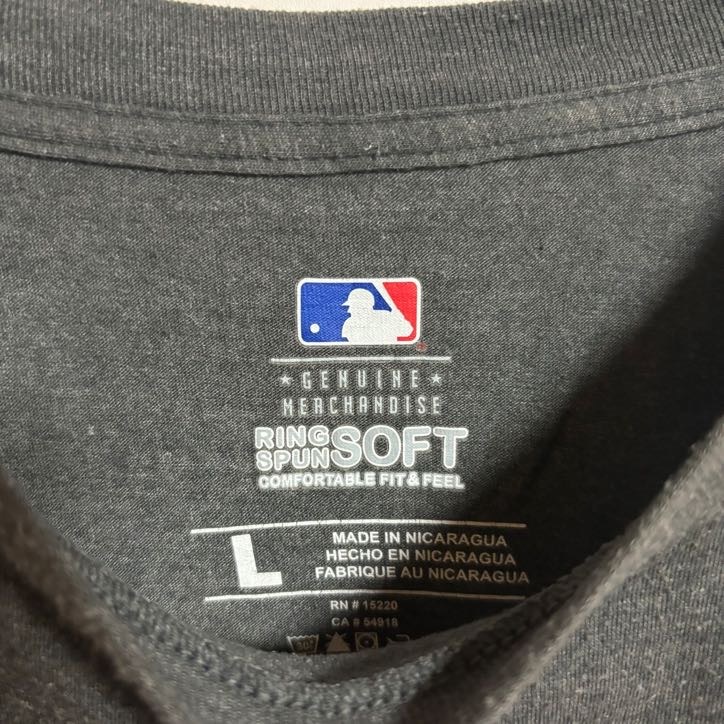 ★ GENUINE ★
MERCHANDISE
RING SPUN SOFT
COMFORTABLE FIT & FEEL
L
MADE IN NICARAGUA
HECHO EN NICARAGUA
FABRIQUE AU NICARAGUA
RN # 15220
CA # 54918